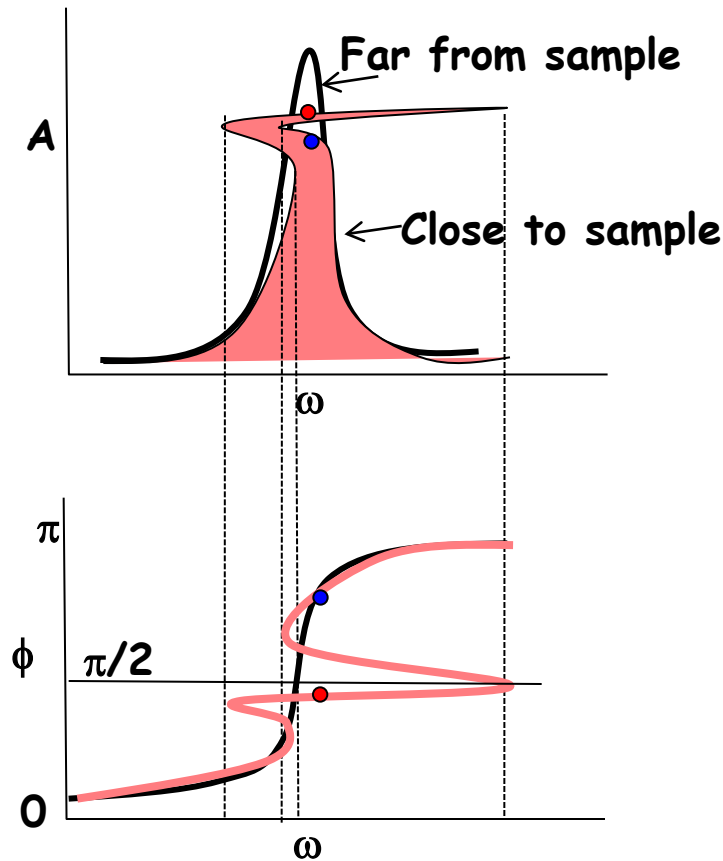 Far from sample
A
Close to sample
ω
π
π/2
ϕ
0
ω